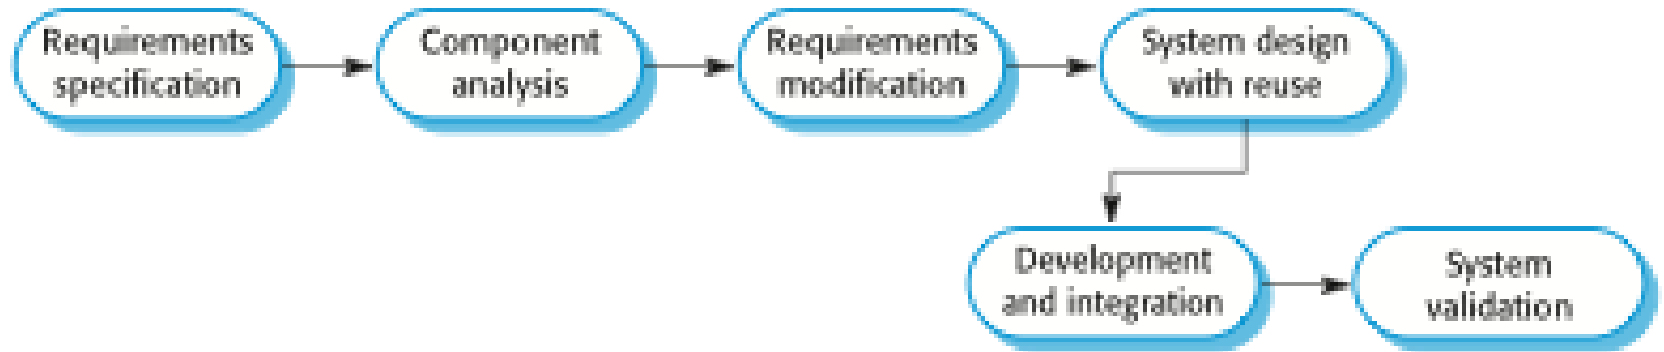 Requirements
specification
Component
analysis
Requirements
modification
System design
with reuse
Development
and integration
System
validation